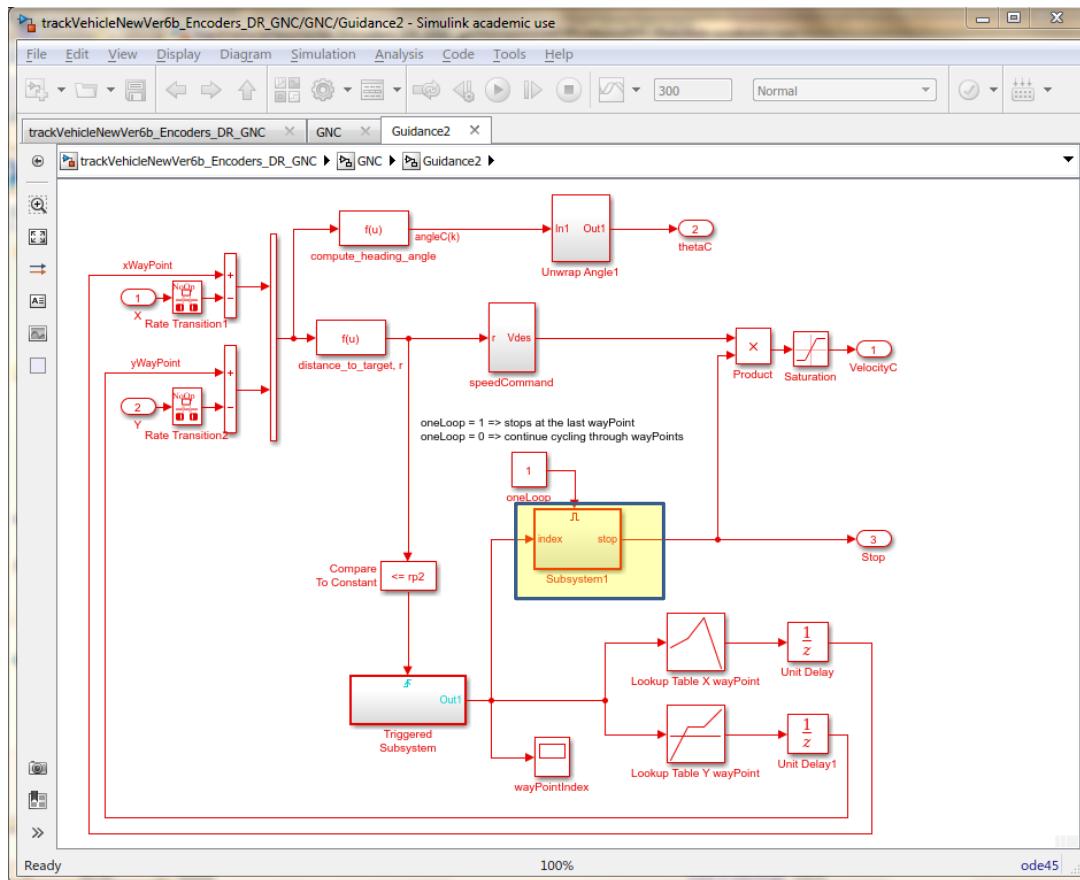 trackVehicleNewVer6b_Encoders_DR_GNC/GNC/Guidance2 - Simulink academic use
File Edit View Display Diagram Simulation Analysis Code Tools Help
300 Normal
trackVehicleNewVer6b_Encoders_DR_GNC GNC Guidance2
trackVehicleNewVer6b_Encoders_DR_GNC GNC Guidance2
f(u)
angleC(k)
compute_heading_angle
In1 Out1
Unwrap Angle1
2
thetaC
xWayPoint
+
−
1
X
NoOp
Rate Transition1
f(u)
distance_to_target, r
r Vdes
speedCommand
×
Product
Saturation
1
VelocityC
yWayPoint
+
−
2
Y
NoOp
Rate Transition2
oneLoop = 1 => stops at the last wayPoint
oneLoop = 0 => continue cycling through wayPoints
1
oneLoop
index stop
Subsystem1
3
Stop
Compare
To Constant
<= rp2
Out1
Triggered
Subsystem
wayPointIndex
Lookup Table X wayPoint
1
z
Unit Delay
Lookup Table Y wayPoint
1
z
Unit Delay1
Ready 100% ode45